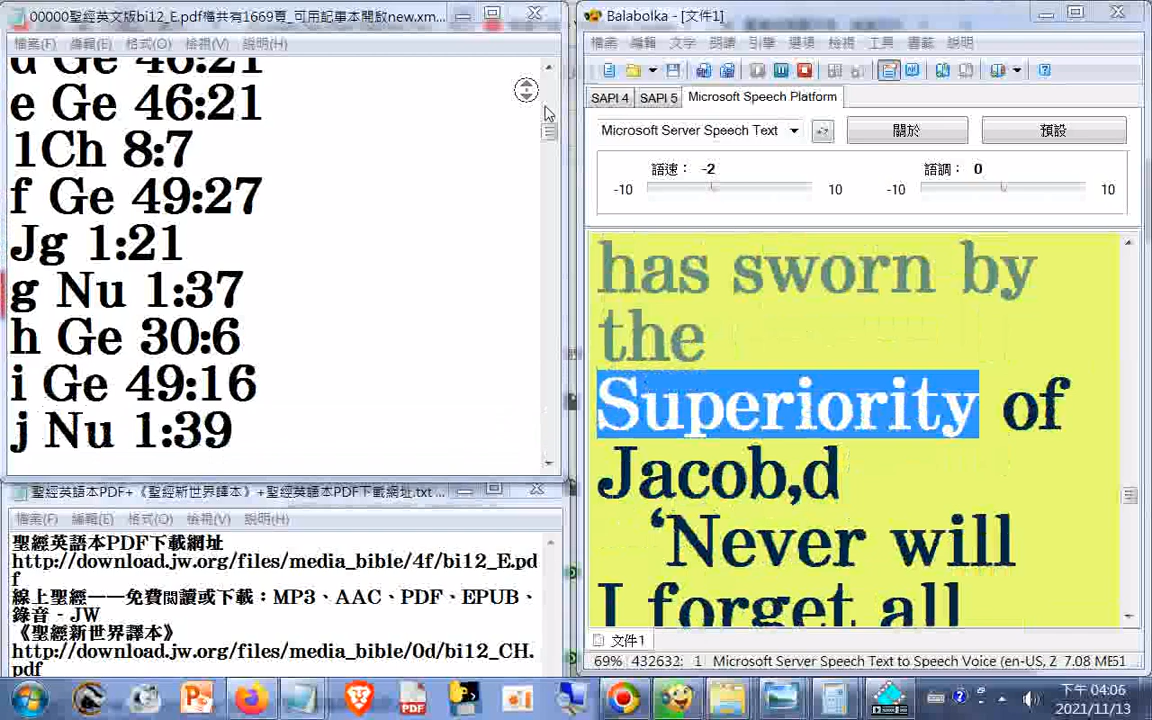 00000聖經英文版bi12_E.pdf檔共有1669頁_可用記事本開啟new.xm...
檔案(F) 編輯(E) 格式(O) 檢視(V) 說明(H)
d Ge 46:21
e Ge 46:21
1Ch 8:7
f Ge 49:27
Jg 1:21
g Nu 1:37
h Ge 30:6
i Ge 49:16
j Nu 1:39
聖經英語本PDF+《聖經新世界譯本》+聖經英語本PDF下載網址.txt ...
檔案(F) 編輯(E) 格式(O) 檢視(V) 說明(H)
聖經英語本PDF下載網址
http://download.jw.org/files/media_bible/4f/bi12_E.pd
f
線上聖經——免費閱讀或下載：MP3、AAC、PDF、EPUB、
錄音 - JW
《聖經新世界譯本》
http://download.jw.org/files/media_bible/0d/bi12_CH.
pdf
Balabolka - [文件1]
檔案 編輯 文字 朗讀 引擎 選項 檢視 工具 書籤 說明
SAPI 4 SAPI 5 Microsoft Speech Platform
Microsoft Server Speech Text 關於 預設
語速： -2 語調： 0
-10 10 -10 10
has sworn by
the
Superiority of
Jacob,d
‘Never will
I forget all
文件1
69% 432632: 1 Microsoft Server Speech Text to Speech Voice (en-US, Z 7.08 ME51
下午 04:06
2021/11/13